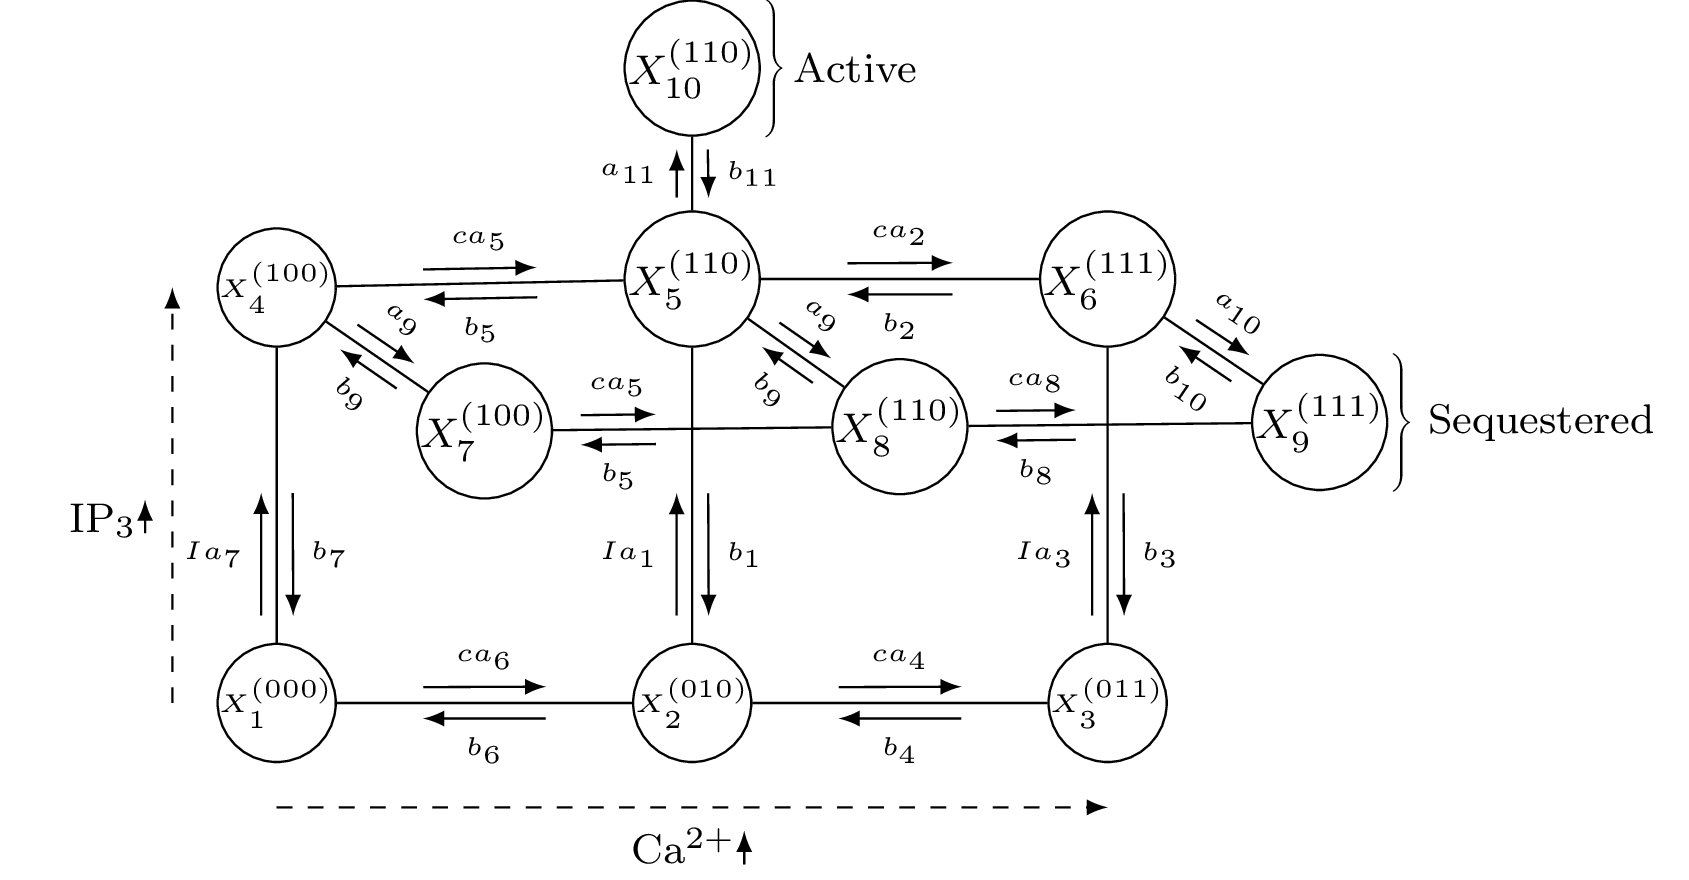 X_{10}^{(110)} Active
a_{11} b_{11}
ca_5 ca_2
X_4^{(100)} X_5^{(110)} X_6^{(111)}
a_9 b_5 a_9 b_2 a_{10}
b_9 ca_5 b_9 ca_8 b_{10}
X_7^{(100)} X_8^{(110)} X_9^{(111)} Sequestered
b_5 b_8
IP_3
Ia_7 b_7 Ia_1 b_1 Ia_3 b_3
ca_6 ca_4
X_1^{(000)} X_2^{(010)} X_3^{(011)}
b_6 b_4
Ca^{2+}